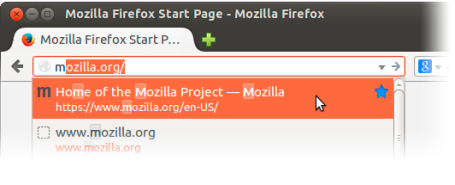 Mozilla Firefox Start Page - Mozilla Firefox
Mozilla Firefox Start P...
mozilla.org/
m Home of the Mozilla Project — Mozilla
https://www.mozilla.org/en-US/
www.mozilla.org
www.mozilla.org